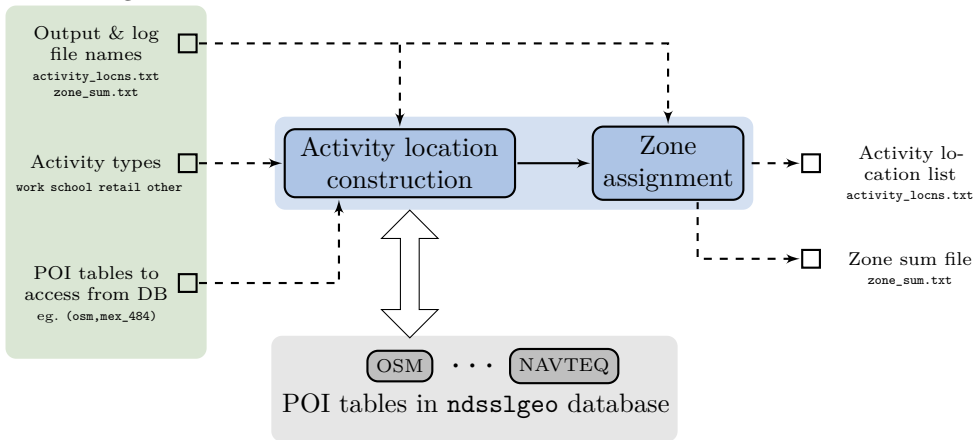 Output & log
file names
activity_locns.txt
zone_sum.txt
Activity types
work school retail other
POI tables to
access from DB
eg. (osm,mex_484)
Activity location
construction
Zone
assignment
Activity lo-
cation list
activity_locns.txt
Zone sum file
zone_sum.txt
OSM ... NAVTEQ
POI tables in ndsslgeo database